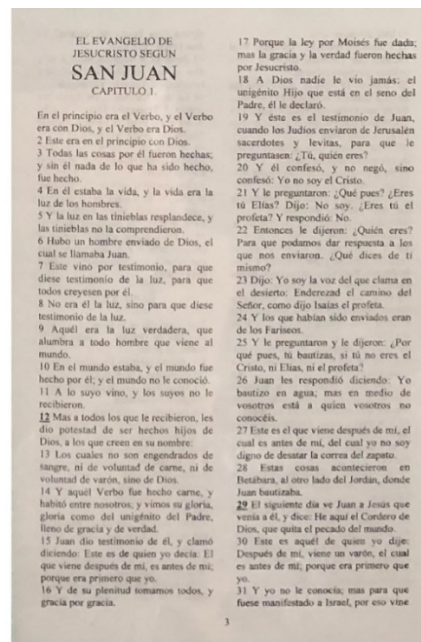 EL EVANGELIO DE
JESUCRISTO SEGUN
SAN JUAN
CAPITULO 1.
En el principio era el Verbo, y el Verbo
era con Dios, y el Verbo era Dios.
2 Este era en el principio con Dios.
3 Todas las cosas por él fueron hechas;
y sin él nada de lo que ha sido hecho,
fue hecho.
4 En él estaba la vida, y la vida era la
luz de los hombres.
5 Y la luz en las tinieblas resplandece, y
las tinieblas no la comprendieron.
6 Hubo un hombre enviado de Dios, el
cual se llamaba Juan.
7 Este vino por testimonio, para que
diese testimonio de la luz, para que
todos creyesen por él.
8 No era él la luz, sino para que diese
testimonio de la luz.
9 Aquél era la luz verdadera, que
alumbra a todo hombre que viene al
mundo.
10 En el mundo estaba, y el mundo fue
hecho por él; y el mundo no le conoció.
11 A lo suyo vino, y los suyos no le
recibieron.
12 Mas a todos los que le recibieron, les
dio potestad de ser hechos hijos de
Dios, a los que creen en su nombre:
13 Los cuales no son engendrados de
sangre, ni de voluntad de carne, ni de
voluntad de varón, sino de Dios.
14 Y aquél Verbo fue hecho carne, y
habitó entre nosotros, y vimos su gloria,
gloria como del unigénito del Padre,
lleno de gracia y de verdad.
15 Juan dio testimonio de él, y clamó
diciendo: Este es de quien yo decía: El
que viene después de mí, es antes de mí;
porque era primero que yo.
16 Y de su plenitud tomamos todos, y
gracia por gracia.
17 Porque la ley por Moisés fue dada;
mas la gracia y la verdad fueron hechas
por Jesucristo.
18 A Dios nadie le vio jamás; el
unigénito Hijo que está en el seno del
Padre, él le declaró.
19 Y éste es el testimonio de Juan,
cuando los Judíos enviaron de Jerusalén
sacerdotes y levitas, para que le
preguntasen: ¿Tú, quién eres?
20 Y él confesó, y no negó, sino
confesó: Yo no soy el Cristo.
21 Y le preguntaron: ¿Qué pues? ¿Eres
tú Elías? Dijo: No soy. ¿Eres tú el
profeta? Y respondió: No.
22 Entonces le dijeron: ¿Quién eres?
Para que podamos dar respuesta a los
que nos enviaron. ¿Qué dices de tí
mismo?
23 Dijo: Yo soy la voz del que clama en
el desierto: Enderezad el camino del
Señor, como dijo Isaías el profeta.
24 Y los que habían sido enviados eran
de los Fariseos.
25 Y le preguntaron y le dijeron: ¿Por
qué pues, tú bautizas, si tú no eres el
Cristo, ni Elías, ni el profeta?
26 Juan les respondió diciendo: Yo
bautizo en agua; mas en medio de
vosotros está a quien vosotros no
conocéis.
27 Este es el que viene después de mí, el
cual es antes de mí, del cual yo no soy
digno de desatar la correa del zapato.
28 Estas cosas acontecieron en
Betábara, al otro lado del Jordán, donde
Juan bautizaba.
29 El siguiente día ve Juan a Jesús que
venía a él, y dice: He aquí el Cordero de
Dios, que quita el pecado del mundo.
30 Este es aquél de quien yo dije:
Después de mí, viene un varón, el cual
es antes de mí; porque era primero que
yo.
31 Y yo no le conocía; mas para que
fuese manifestado a Israel, por eso vine
3